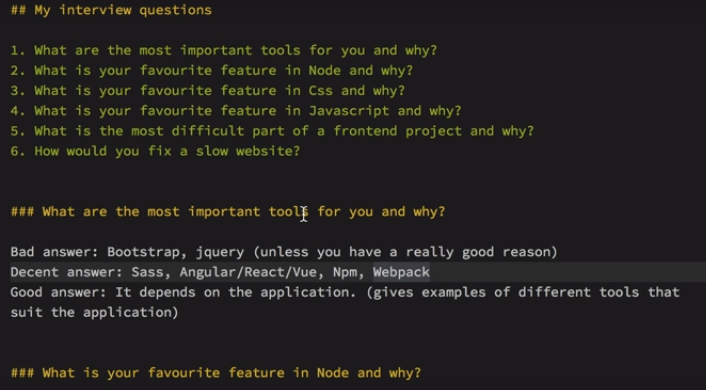 ## My interview questions
1. What are the most important tools for you and why?
2. What is your favourite feature in Node and why?
3. What is your favourite feature in Css and why?
4. What is your favourite feature in Javascript and why?
5. What is the most difficult part of a frontend project and why?
6. How would you fix a slow website?
### What are the most important tools for you and why?
Bad answer: Bootstrap, jquery (unless you have a really good reason)
Decent answer: Sass, Angular/React/Vue, Npm, Webpack
Good answer: It depends on the application. (gives examples of different tools that
suit the application)
### What is your favourite feature in Node and why?